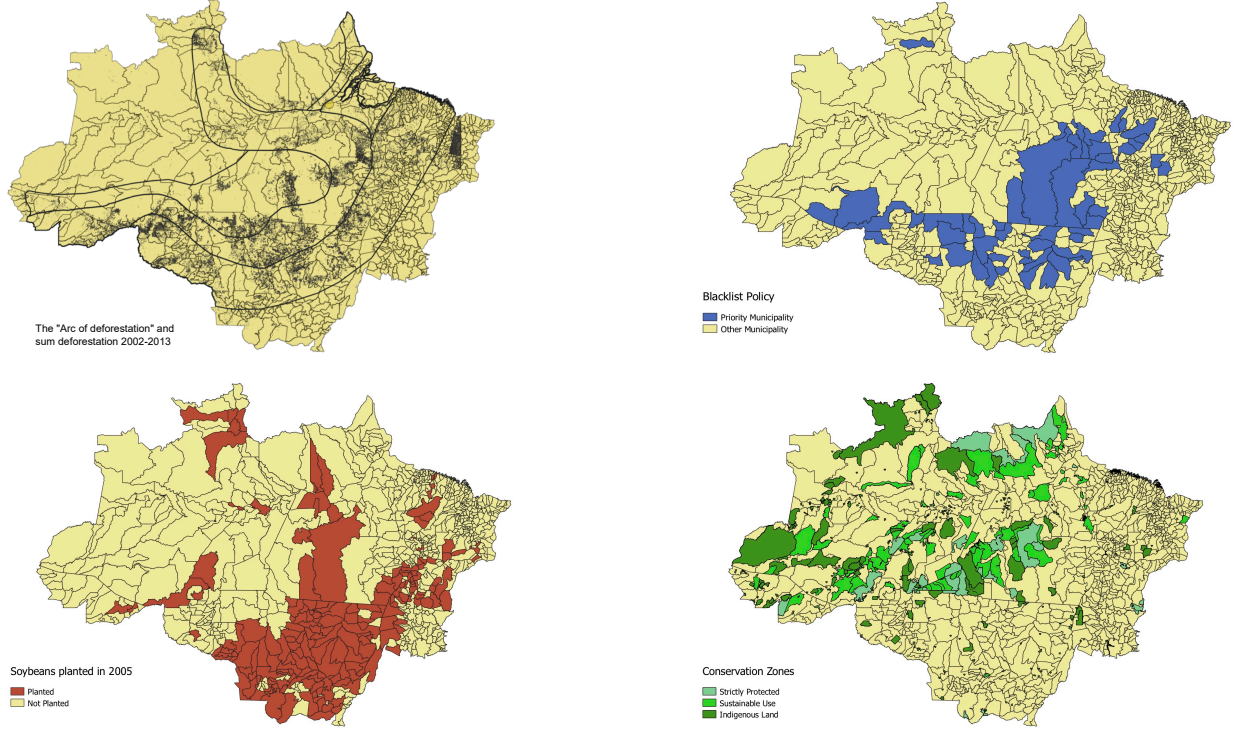 The "Arc of deforestation" and
sum deforestation 2002-2013
Blacklist Policy
Priority Municipality
Other Municipality
Soybeans planted in 2005
Planted
Not Planted
Conservation Zones
Strictly Protected
Sustainable Use
Indigenous Land